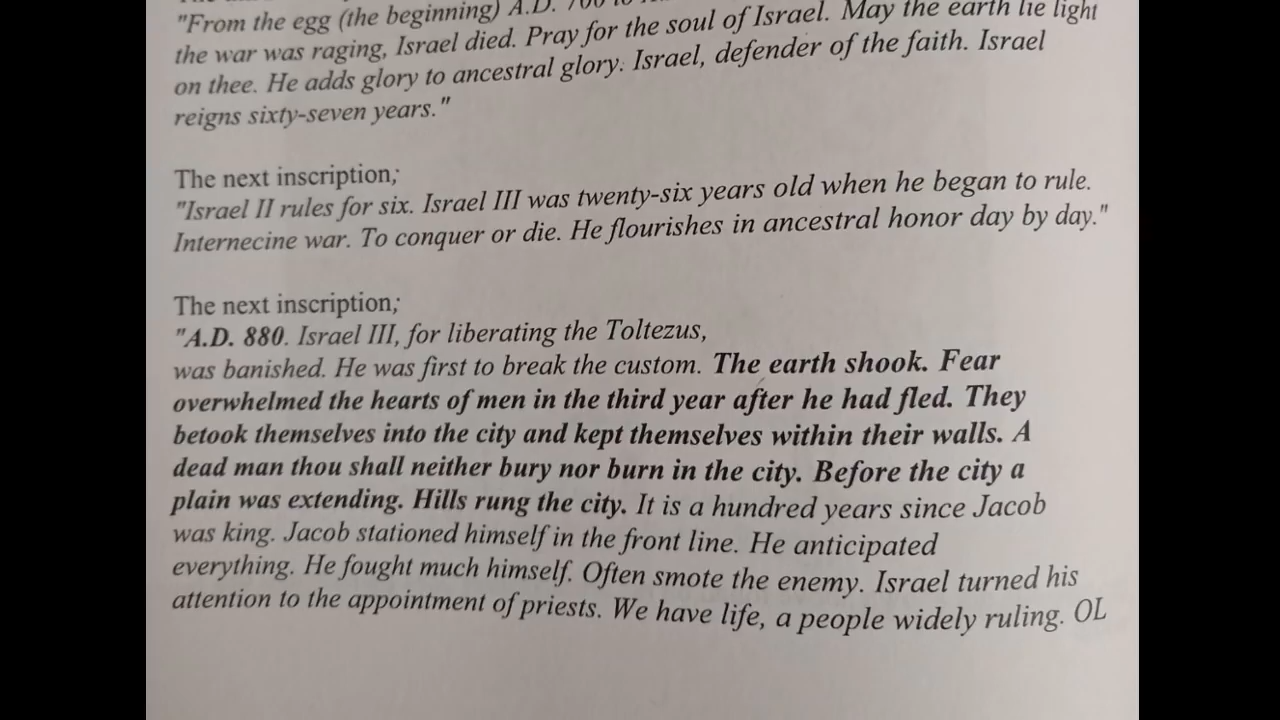 "From the egg (the beginning) A.D. 700 to
the war was raging, Israel died. Pray for the soul of Israel. May the earth lie light
on thee. He adds glory to ancestral glory. Israel, defender of the faith. Israel
reigns sixty-seven years."
The next inscription;
"Israel II rules for six. Israel III was twenty-six years old when he began to rule.
Internecine war. To conquer or die. He flourishes in ancestral honor day by day."
The next inscription;
"A.D. 880. Israel III, for liberating the Toltezus,
was banished. He was first to break the custom. The earth shook. Fear
overwhelmed the hearts of men in the third year after he had fled. They
betook themselves into the city and kept themselves within their walls. A
dead man thou shall neither bury nor burn in the city. Before the city a
plain was extending. Hills rung the city. It is a hundred years since Jacob
was king. Jacob stationed himself in the front line. He anticipated
everything. He fought much himself. Often smote the enemy. Israel turned his
attention to the appointment of priests. We have life, a people widely ruling. OL